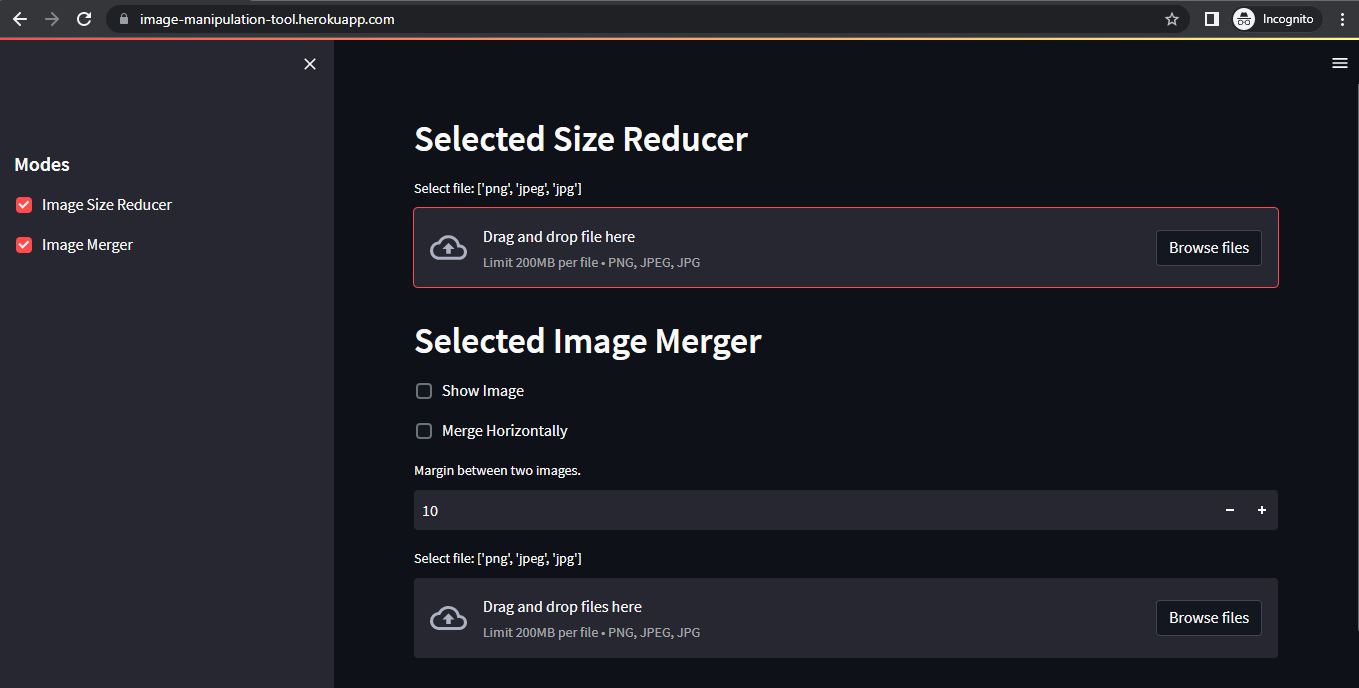 image-manipulation-tool.herokuapp.com
Incognito
Modes
Image Size Reducer
Image Merger
Selected Size Reducer
Select file: ['png', 'jpeg', 'jpg']
Drag and drop file here
Limit 200MB per file • PNG, JPEG, JPG
Browse files
Selected Image Merger
Show Image
Merge Horizontally
Margin between two images.
10
Select file: ['png', 'jpeg', 'jpg']
Drag and drop files here
Limit 200MB per file • PNG, JPEG, JPG
Browse files